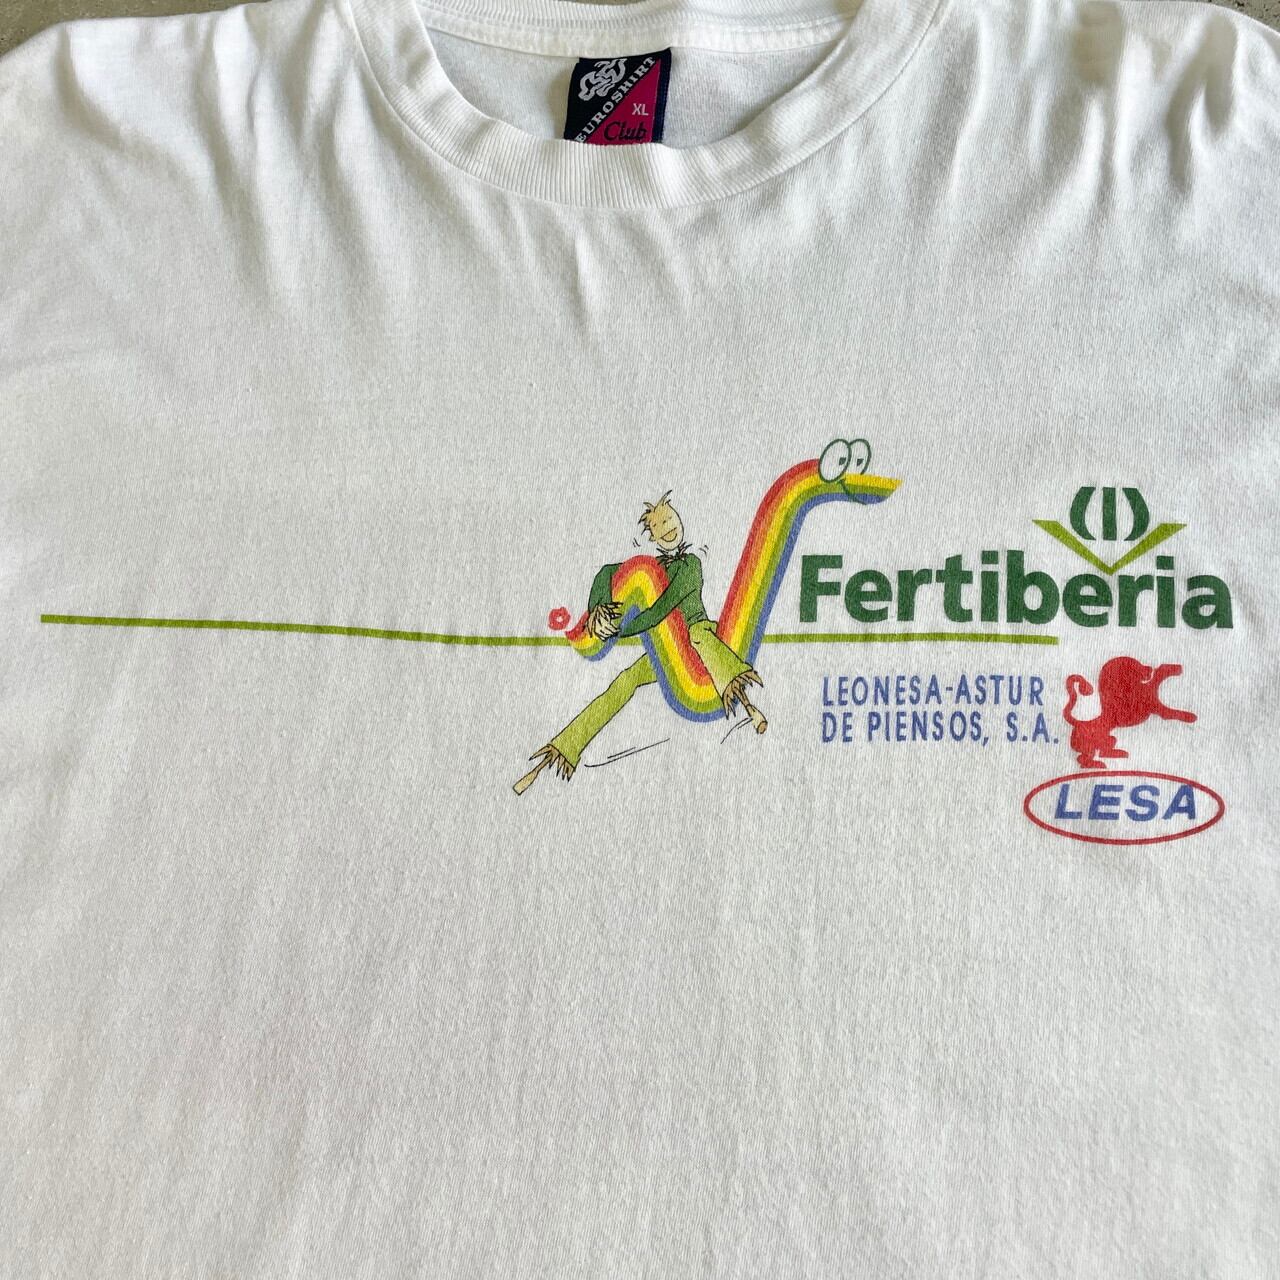 EUROSHIRT
XL
Club
Fertiberia
LEONESA-ASTUR
DE PIENSOS, S.A.
LESA